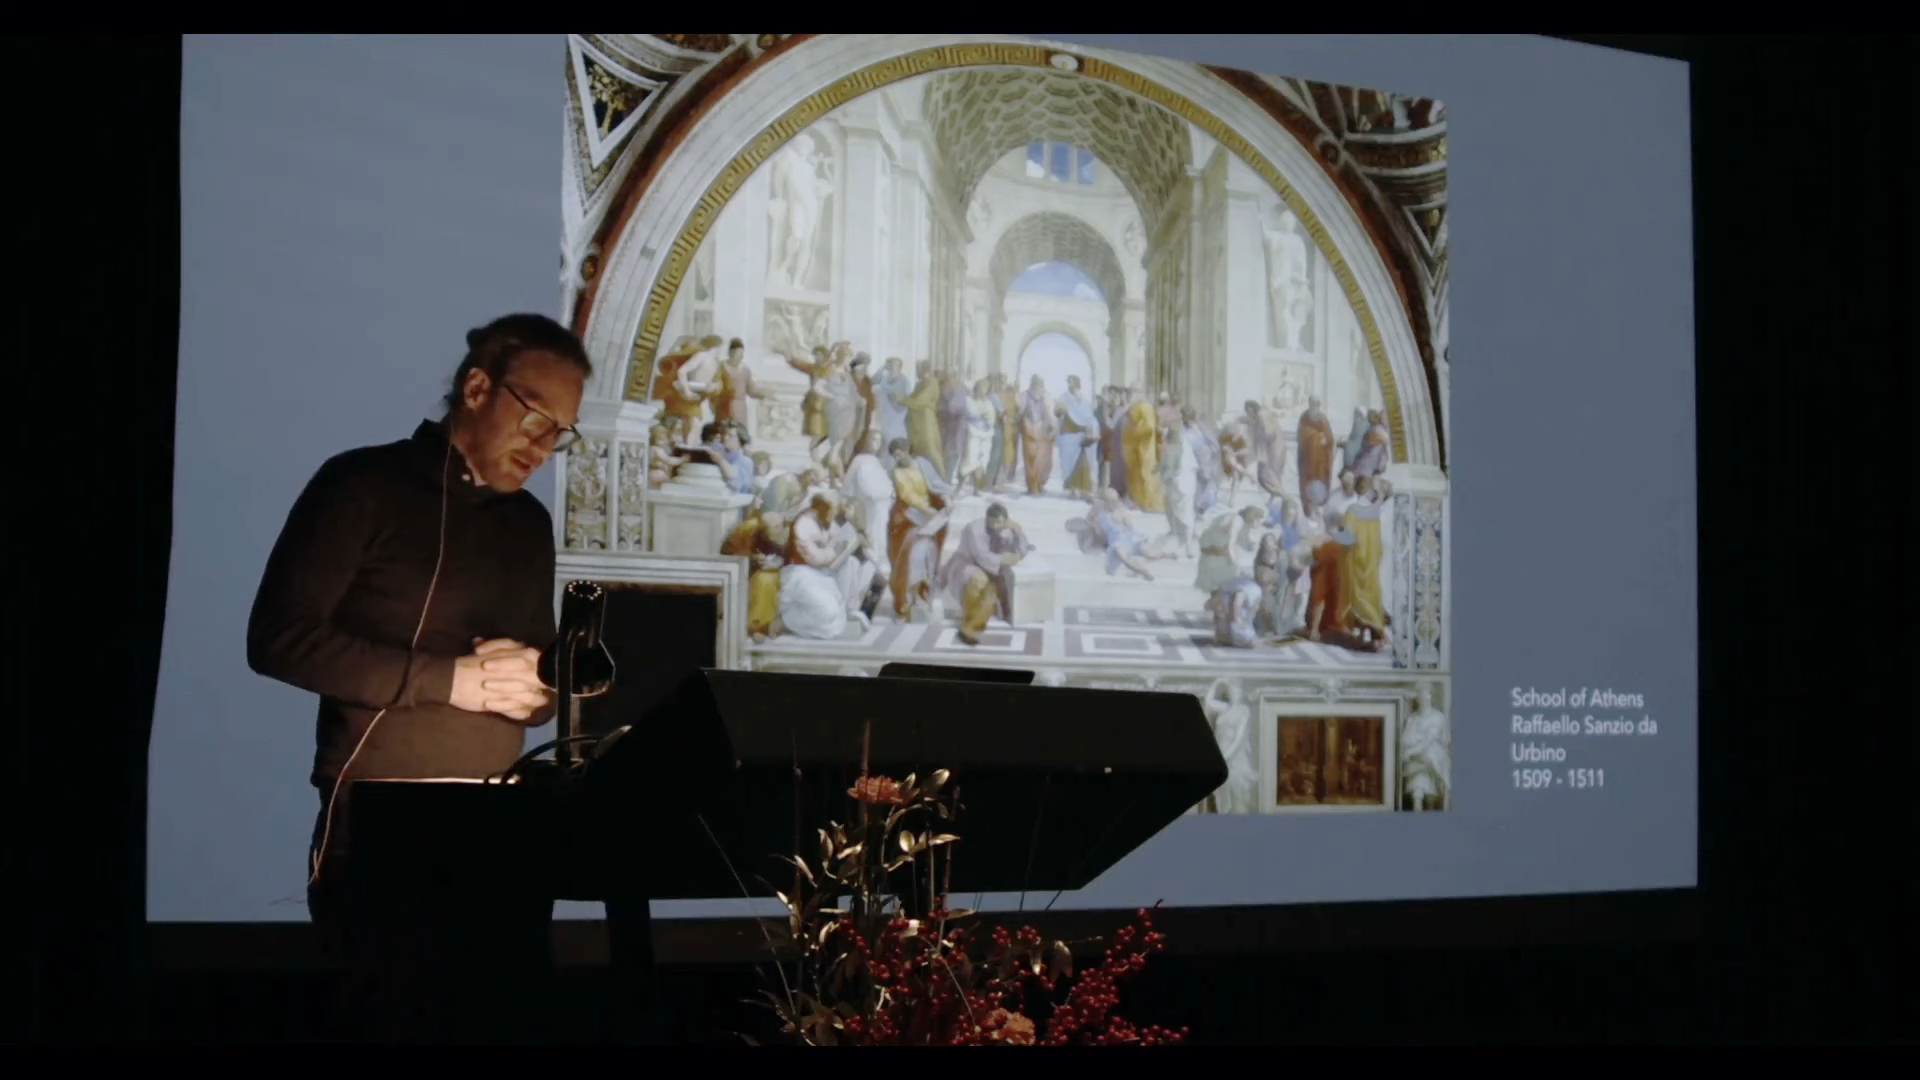 School of Athens
Raffaello Sanzio da
Urbino
1509 - 1511